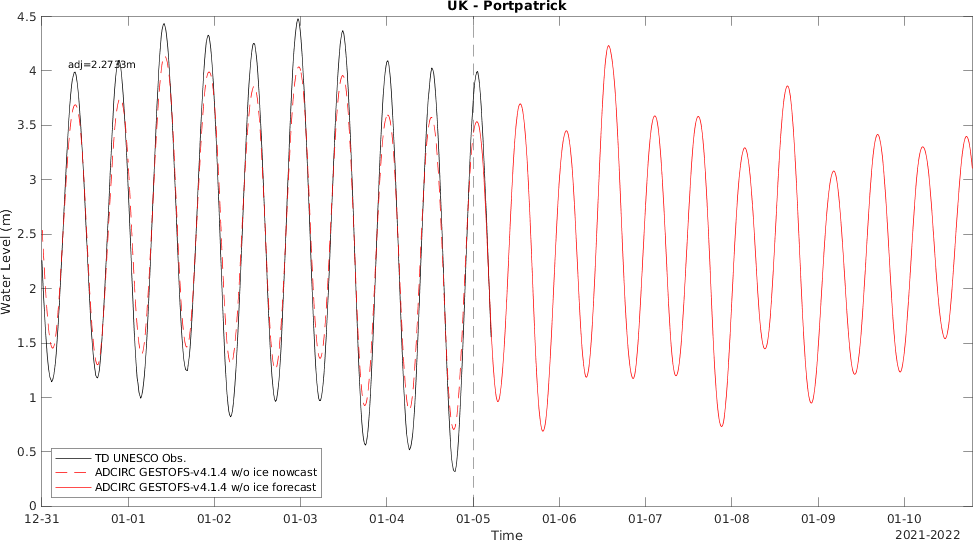 UK - Portpatrick
adj=2.2733m
Water Level (m)
4.5
4
3.5
3
2.5
2
1.5
1
0.5
0
TD UNESCO Obs.
ADCIRC GESTOFS-v4.1.4 w/o ice nowcast
ADCIRC GESTOFS-v4.1.4 w/o ice forecast
12-31 01-01 01-02 01-03 01-04 01-05 01-06 01-07 01-08 01-09 01-10
Time
2021-2022